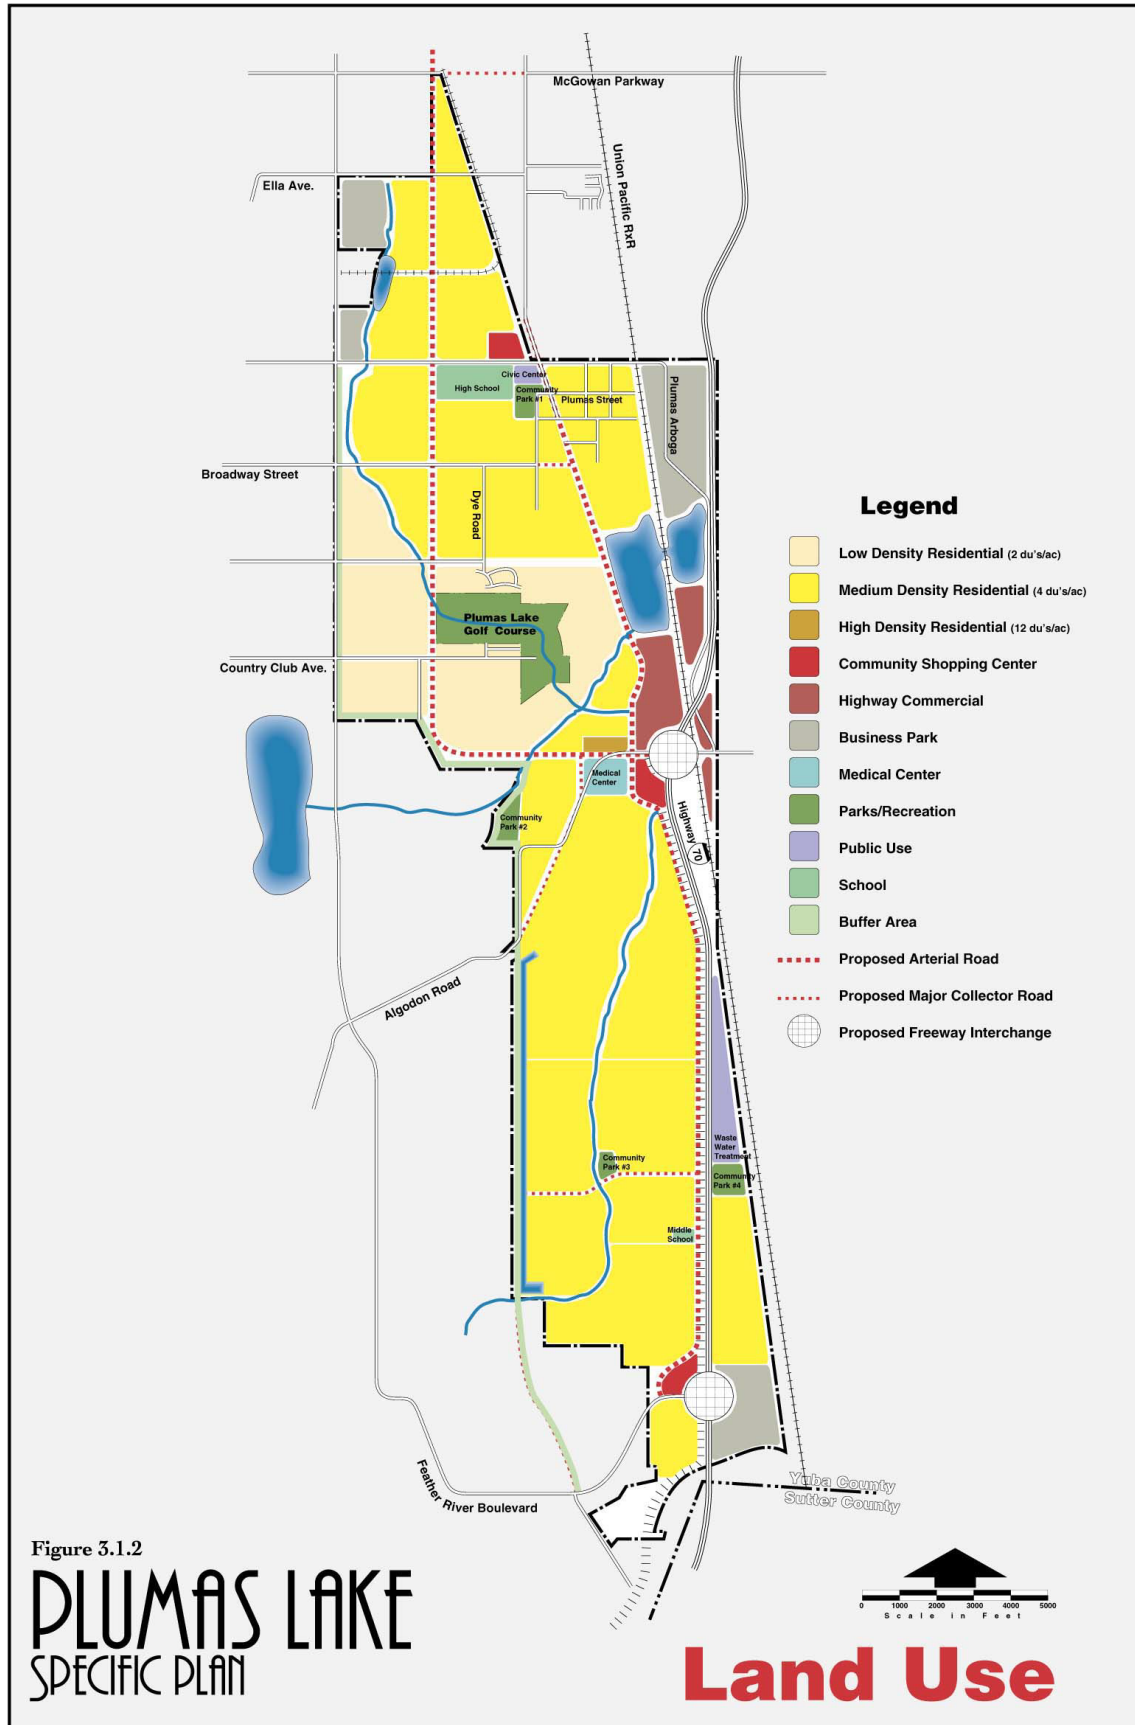 McGowan Parkway
Union Pacific RxR
Ella Ave.
Civic Center
High School
Community
Park #1
Plumas Street
Plumas Arboga
Broadway Street
Dye Road
Plumas Lake
Golf Course
Country Club Ave.
Medical
Center
Community
Park #2
Highway 70
Algodon Road
Waste
Water
Treatment
Community
Park #3
Community
Park #4
Middle
School
Feather River Boulevard
Yuba County
Sutter County
Legend
Low Density Residential (2 du's/ac)
Medium Density Residential (4 du's/ac)
High Density Residential (12 du's/ac)
Community Shopping Center
Highway Commercial
Business Park
Medical Center
Parks/Recreation
Public Use
School
Buffer Area
Proposed Arterial Road
Proposed Major Collector Road
Proposed Freeway Interchange
Figure 3.1.2
PLUMAS LAKE
SPECIFIC PLAN
0 1000 2000 3000 4000 5000
Scale in Feet
Land Use